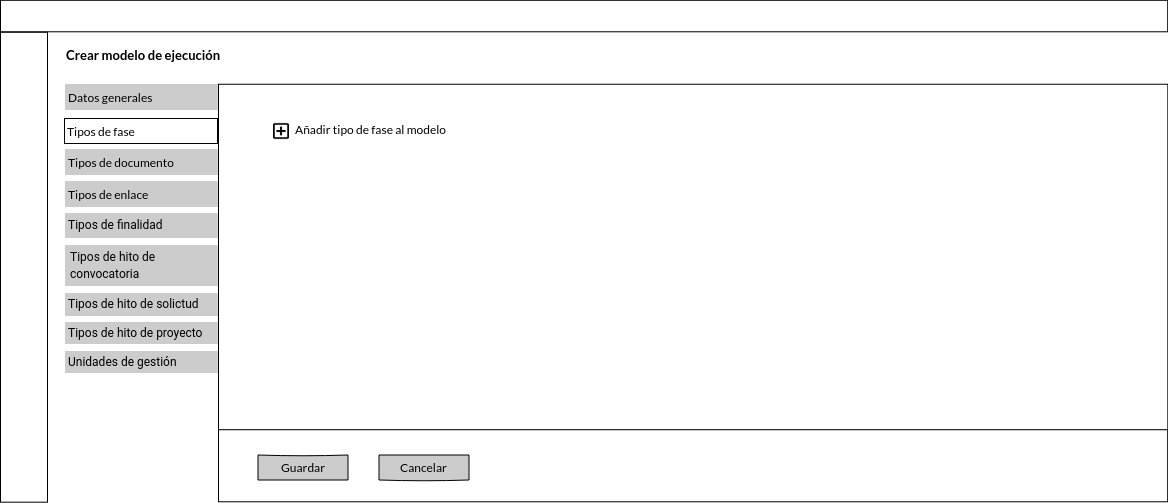 Crear modelo de ejecución
Datos generales
Tipos de fase
Añadir tipo de fase al modelo
Tipos de documento
Tipos de enlace
Tipos de finalidad
Tipos de hito de
convocatoria
Tipos de hito de solictud
Tipos de hito de proyecto
Unidades de gestión
Guardar
Cancelar